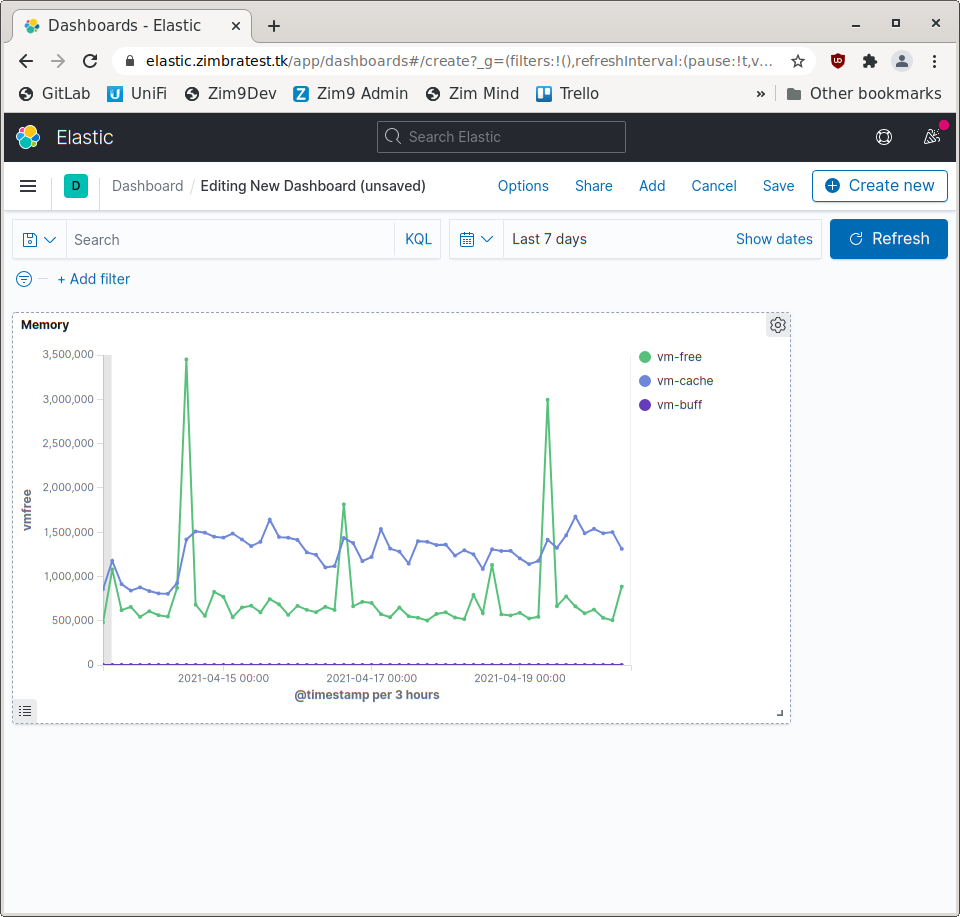 Dashboards - Elastic
elastic.zimbratest.tk/app/dashboards#/create?_g=(filters:!(),refreshInterval:(pause:!t,v...
GitLab UniFi Zim9Dev Zim9 Admin Zim Mind Trello » Other bookmarks
Elastic Search Elastic
D Dashboard / Editing New Dashboard (unsaved) Options Share Add Cancel Save Create new
Search KQL Last 7 days Show dates Refresh
+ Add filter
Memory
3,500,000
3,000,000
2,500,000
2,000,000
1,500,000
1,000,000
500,000
0
vmfree
vm-free
vm-cache
vm-buff
2021-04-15 00:00 2021-04-17 00:00 2021-04-19 00:00
@timestamp per 3 hours